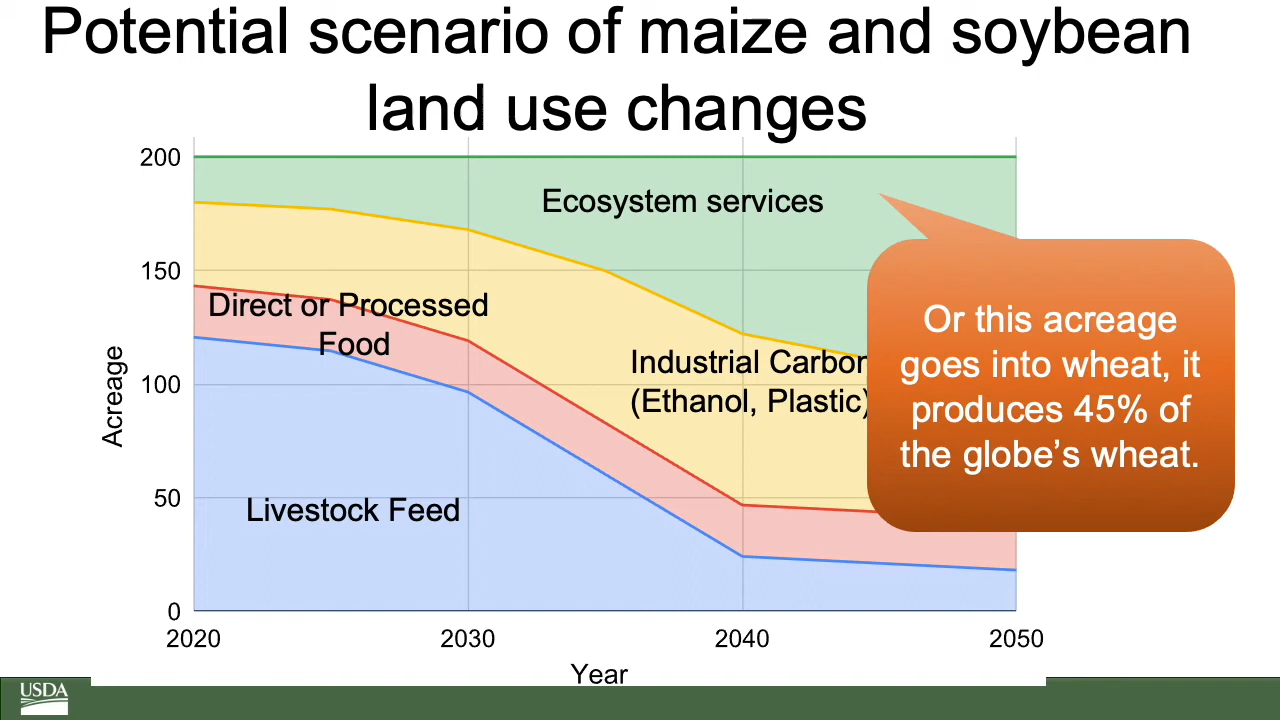 Potential scenario of maize and soybean
land use changes
200
150
100
50
0
Acreage
Ecosystem services
Direct or Processed
Food
Industrial Carbon
(Ethanol, Plastic)
Livestock Feed
Or this acreage
goes into wheat, it
produces 45% of
the globe’s wheat.
2020
2030
2040
2050
Year
USDA